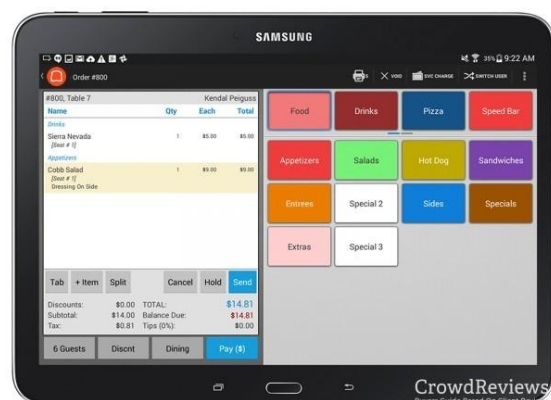 SAMSUNG
35% 9:22 AM
Order #800
VOID
SVC CHARGE
SWITCH USER
#800, Table 7 Kendal Peiguss
Name Qty Each Total
Drinks
Sierra Nevada 1 $5.00 $5.00
[Seat # 1]
Appetizers
Cobb Salad 1 $9.00 $9.00
[Seat # 1]
Dressing On Side
Tab + Item Split Cancel Hold Send
Discounts: $0.00 TOTAL: $14.81
Subtotal: $14.00 Balance Due: $14.81
Tax: $0.81 Tips (0%): $0.00
6 Guests Discnt Dining Pay ($)
Food Drinks Pizza Speed Bar
Appetizers Salads Hot Dog Sandwiches
Entrees Special 2 Sides Specials
Extras Special 3
CrowdReviews